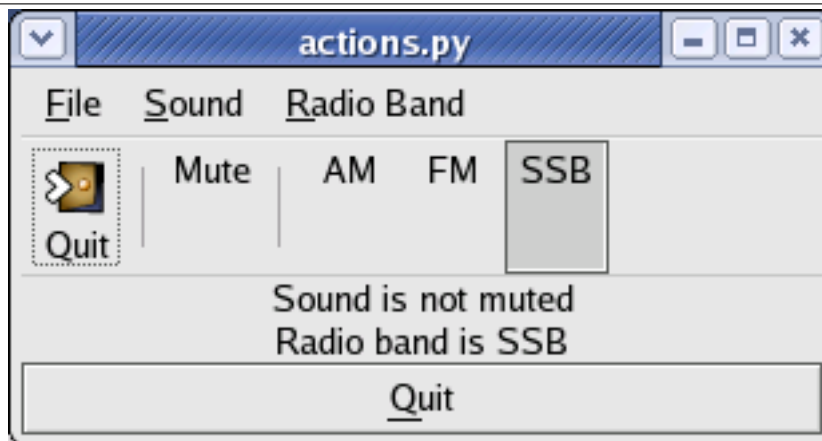 actions.py
File Sound Radio Band
Mute AM FM SSB
Quit
Sound is not muted
Radio band is SSB
Quit